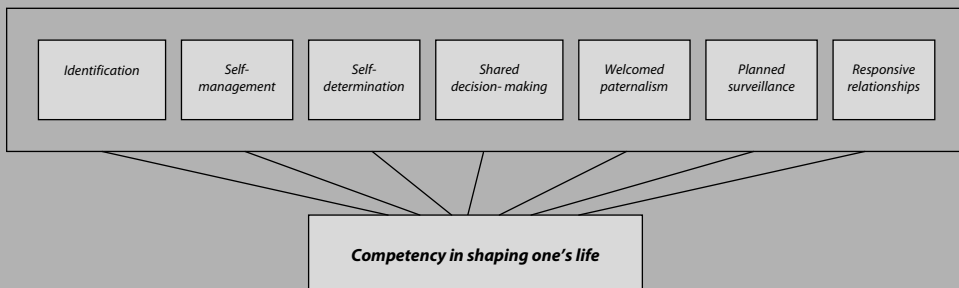 Identification
Self-
management
Self-
determination
Shared
decision- making
Welcomed
paternalism
Planned
surveillance
Responsive
relationships
Competency in shaping one's life